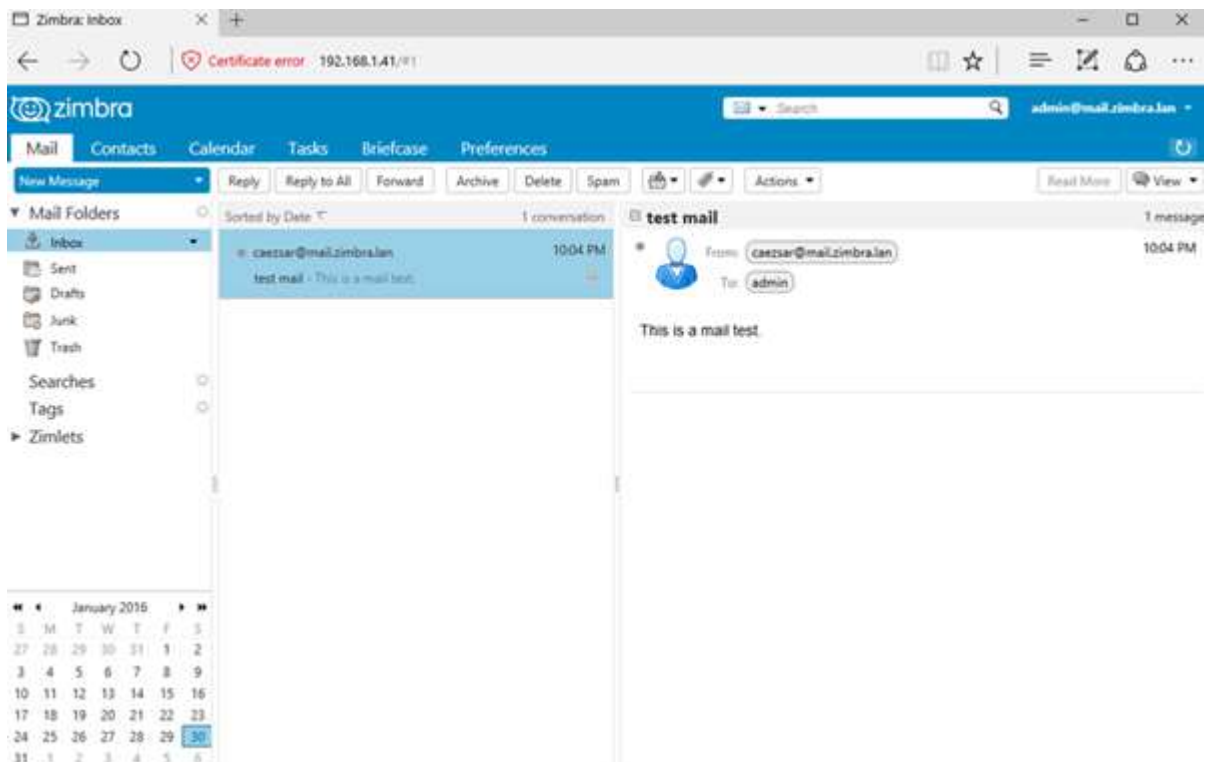 Zimbra: Inbox
Certificate error 192.168.1.41/#1
zimbra
Search
admin@mail.zimbra.lan
Mail Contacts Calendar Tasks Briefcase Preferences
New Message Reply Reply to All Forward Archive Delete Spam Actions Read More View
Mail Folders
Inbox
Sent
Drafts
Junk
Trash
Searches
Tags
Zimlets
Sorted by Date 1 conversation
caezsar@mail.zimbra.lan 10:04 PM
test mail - This is a mail test.
test mail 1 message
From: caezsar@mail.zimbra.lan 10:04 PM
To: admin
This is a mail test.
January 2016
S M T W T F S
27 28 29 30 31 1 2
3 4 5 6 7 8 9
10 11 12 13 14 15 16
17 18 19 20 21 22 23
24 25 26 27 28 29 30
31 1 2 3 4 5 6